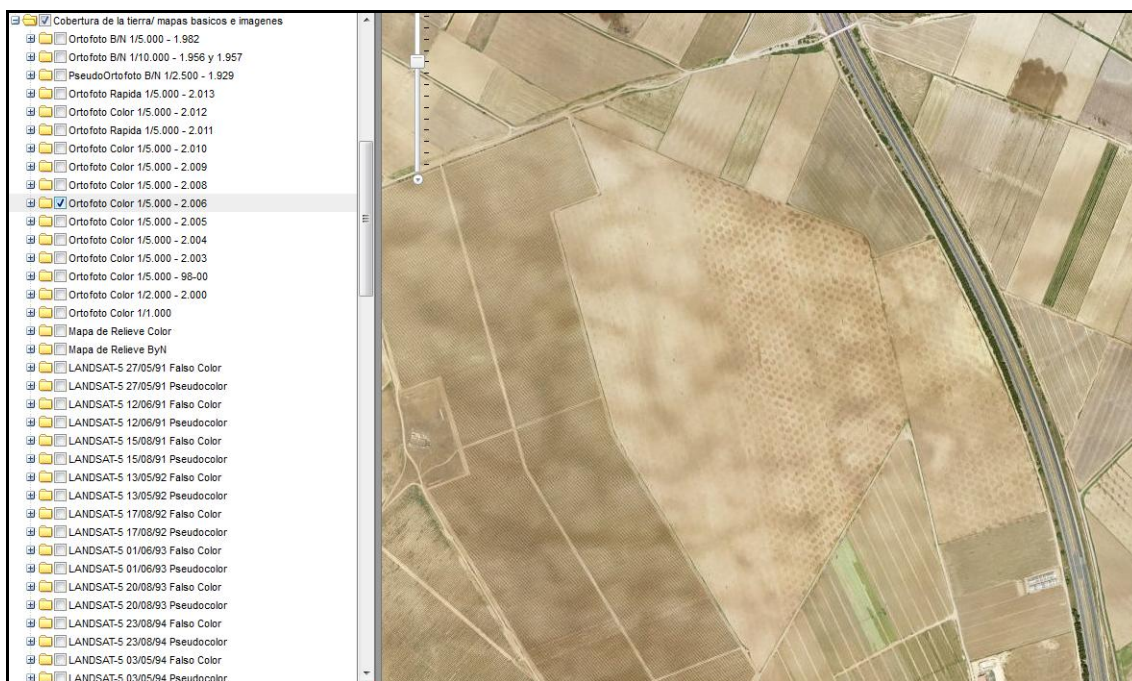 Cobertura de la tierra/ mapas basicos e imagenes
Ortofoto B/N 1/5.000 - 1.982
Ortofoto B/N 1/10.000 - 1.956 y 1.957
PseudoOrtofoto B/N 1/2.500 - 1.929
Ortofoto Rapida 1/5.000 - 2.013
Ortofoto Color 1/5.000 - 2.012
Ortofoto Rapida 1/5.000 - 2.011
Ortofoto Color 1/5.000 - 2.010
Ortofoto Color 1/5.000 - 2.009
Ortofoto Color 1/5.000 - 2.008
Ortofoto Color 1/5.000 - 2.006
Ortofoto Color 1/5.000 - 2.005
Ortofoto Color 1/5.000 - 2.004
Ortofoto Color 1/5.000 - 2.003
Ortofoto Color 1/5.000 - 98-00
Ortofoto Color 1/2.000 - 2.000
Ortofoto Color 1/1.000
Mapa de Relieve Color
Mapa de Relieve ByN
LANDSAT-5 27/05/91 Falso Color
LANDSAT-5 27/05/91 Pseudocolor
LANDSAT-5 12/06/91 Falso Color
LANDSAT-5 12/06/91 Pseudocolor
LANDSAT-5 15/08/91 Falso Color
LANDSAT-5 15/08/91 Pseudocolor
LANDSAT-5 13/05/92 Falso Color
LANDSAT-5 13/05/92 Pseudocolor
LANDSAT-5 17/08/92 Falso Color
LANDSAT-5 17/08/92 Pseudocolor
LANDSAT-5 01/06/93 Falso Color
LANDSAT-5 01/06/93 Pseudocolor
LANDSAT-5 20/08/93 Falso Color
LANDSAT-5 20/08/93 Pseudocolor
LANDSAT-5 23/08/94 Falso Color
LANDSAT-5 23/08/94 Pseudocolor
LANDSAT-5 03/05/94 Falso Color
LANDSAT-5 03/05/94 Pseudocolor